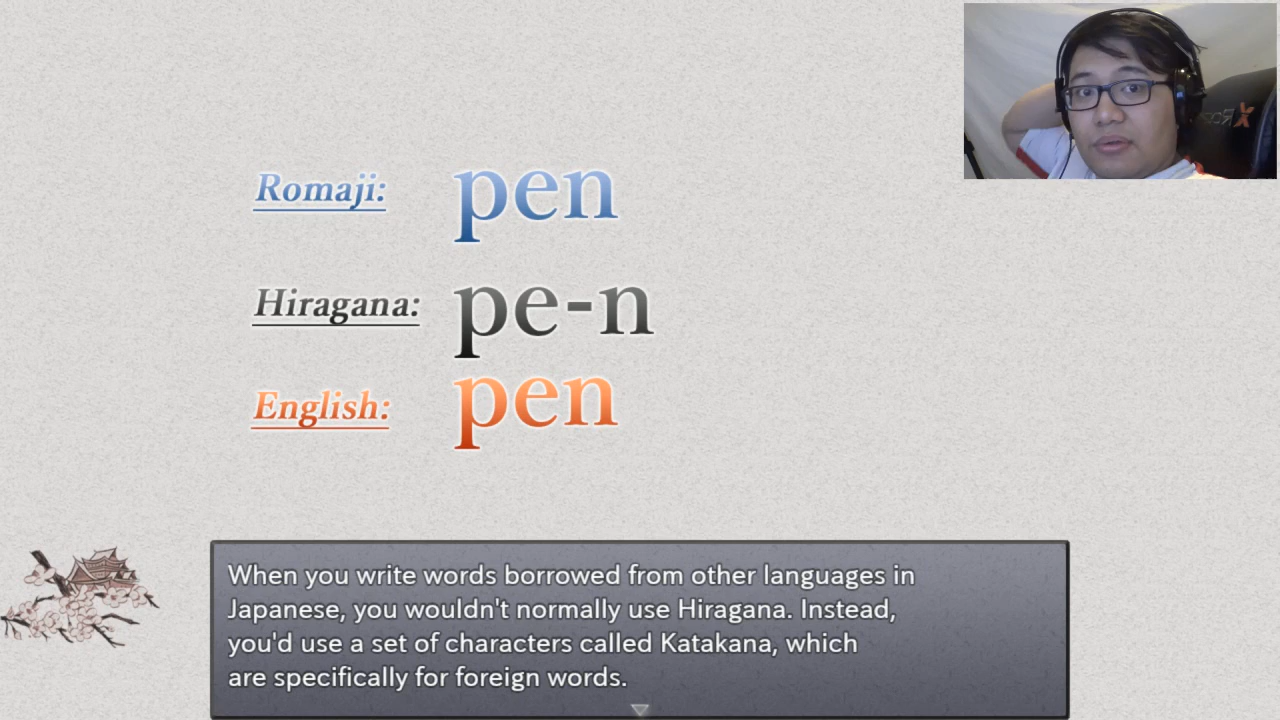 Romaji: pen
Hiragana: pe-n
English: pen
When you write words borrowed from other languages in
Japanese, you wouldn't normally use Hiragana. Instead,
you'd use a set of characters called Katakana, which
are specifically for foreign words.